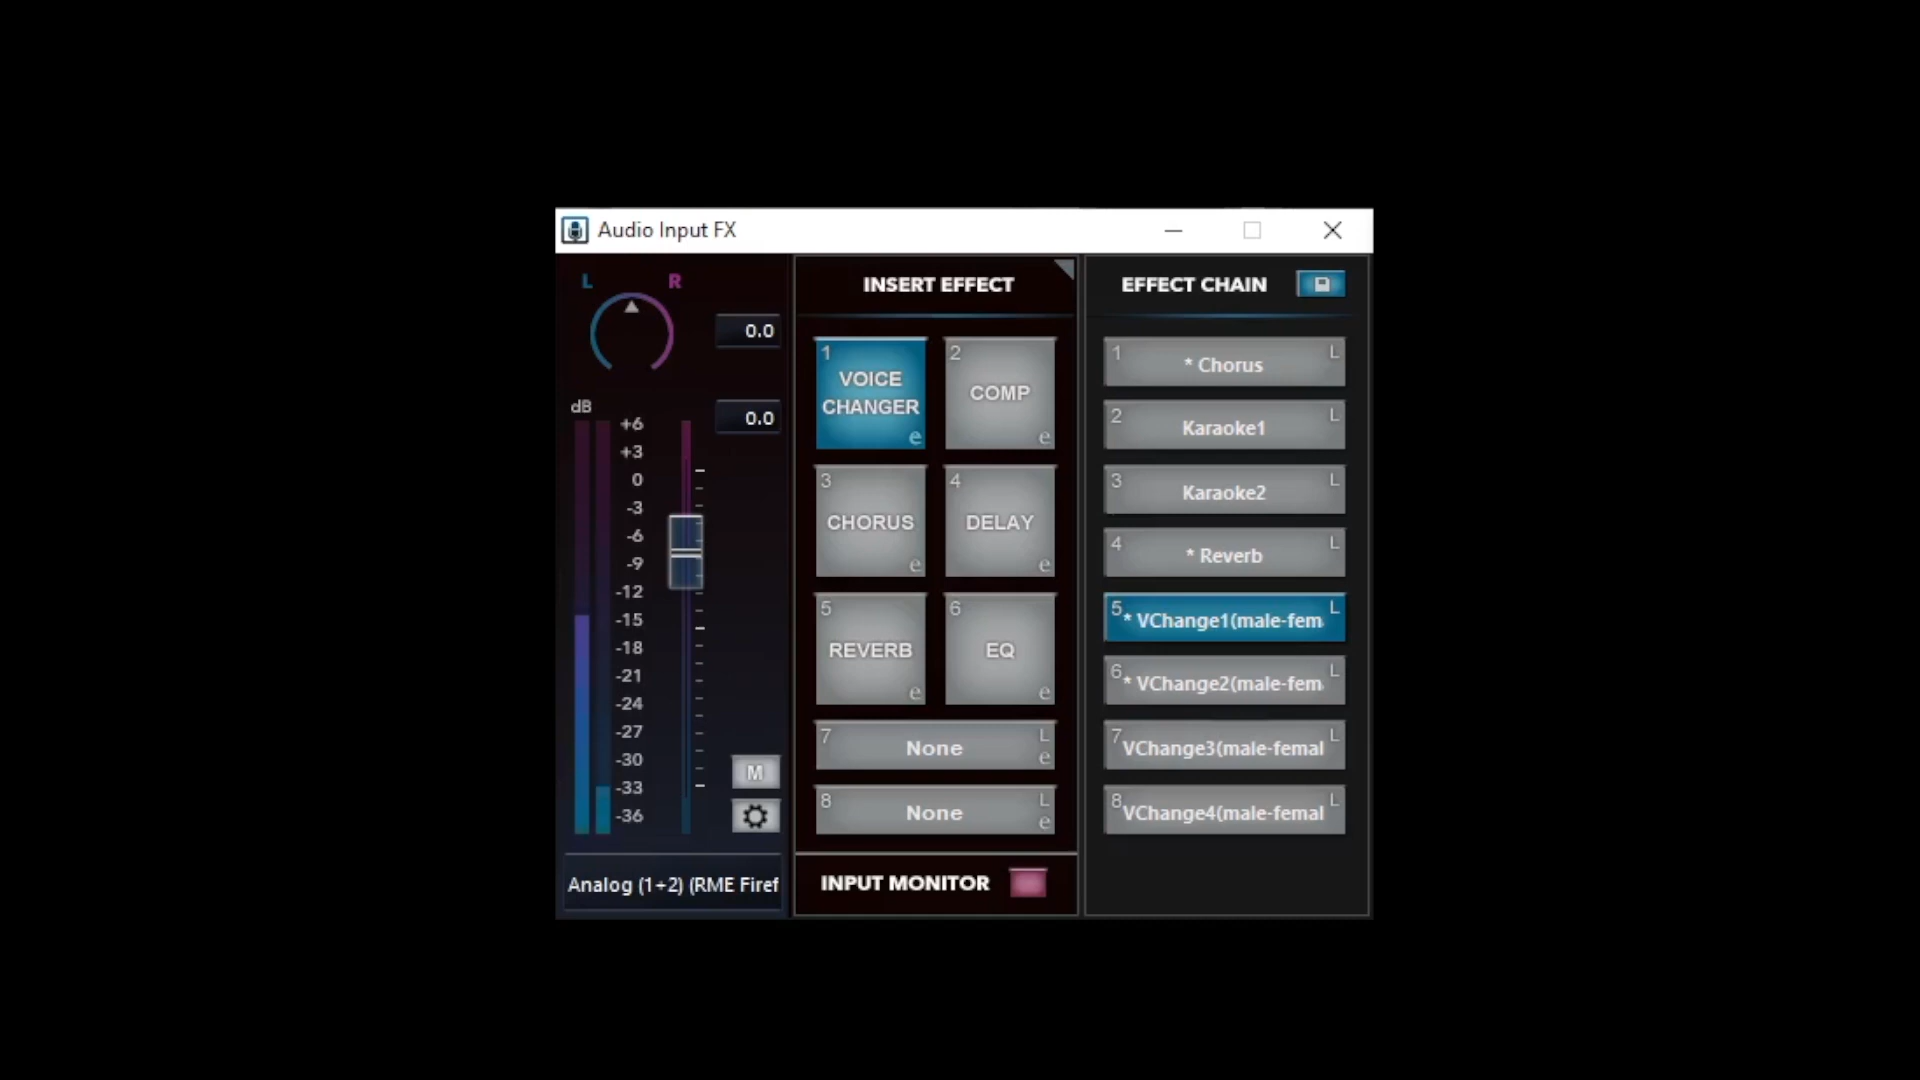 Audio Input FX
L R
0.0
dB
0.0
+6
+3
0
-3
-6
-9
-12
-15
-18
-21
-24
-27
-30
-33
-36
M
Analog (1+2) (RME Firef
INSERT EFFECT
1 VOICE CHANGER e
2 COMP e
3 CHORUS e
4 DELAY e
5 REVERB e
6 EQ e
7 None L e
8 None L e
INPUT MONITOR
EFFECT CHAIN
1 * Chorus L
2 Karaoke1 L
3 Karaoke2 L
4 * Reverb L
5 * VChange1(male-fem L
6 * VChange2(male-fem L
7 VChange3(male-femal L
8 VChange4(male-femal L